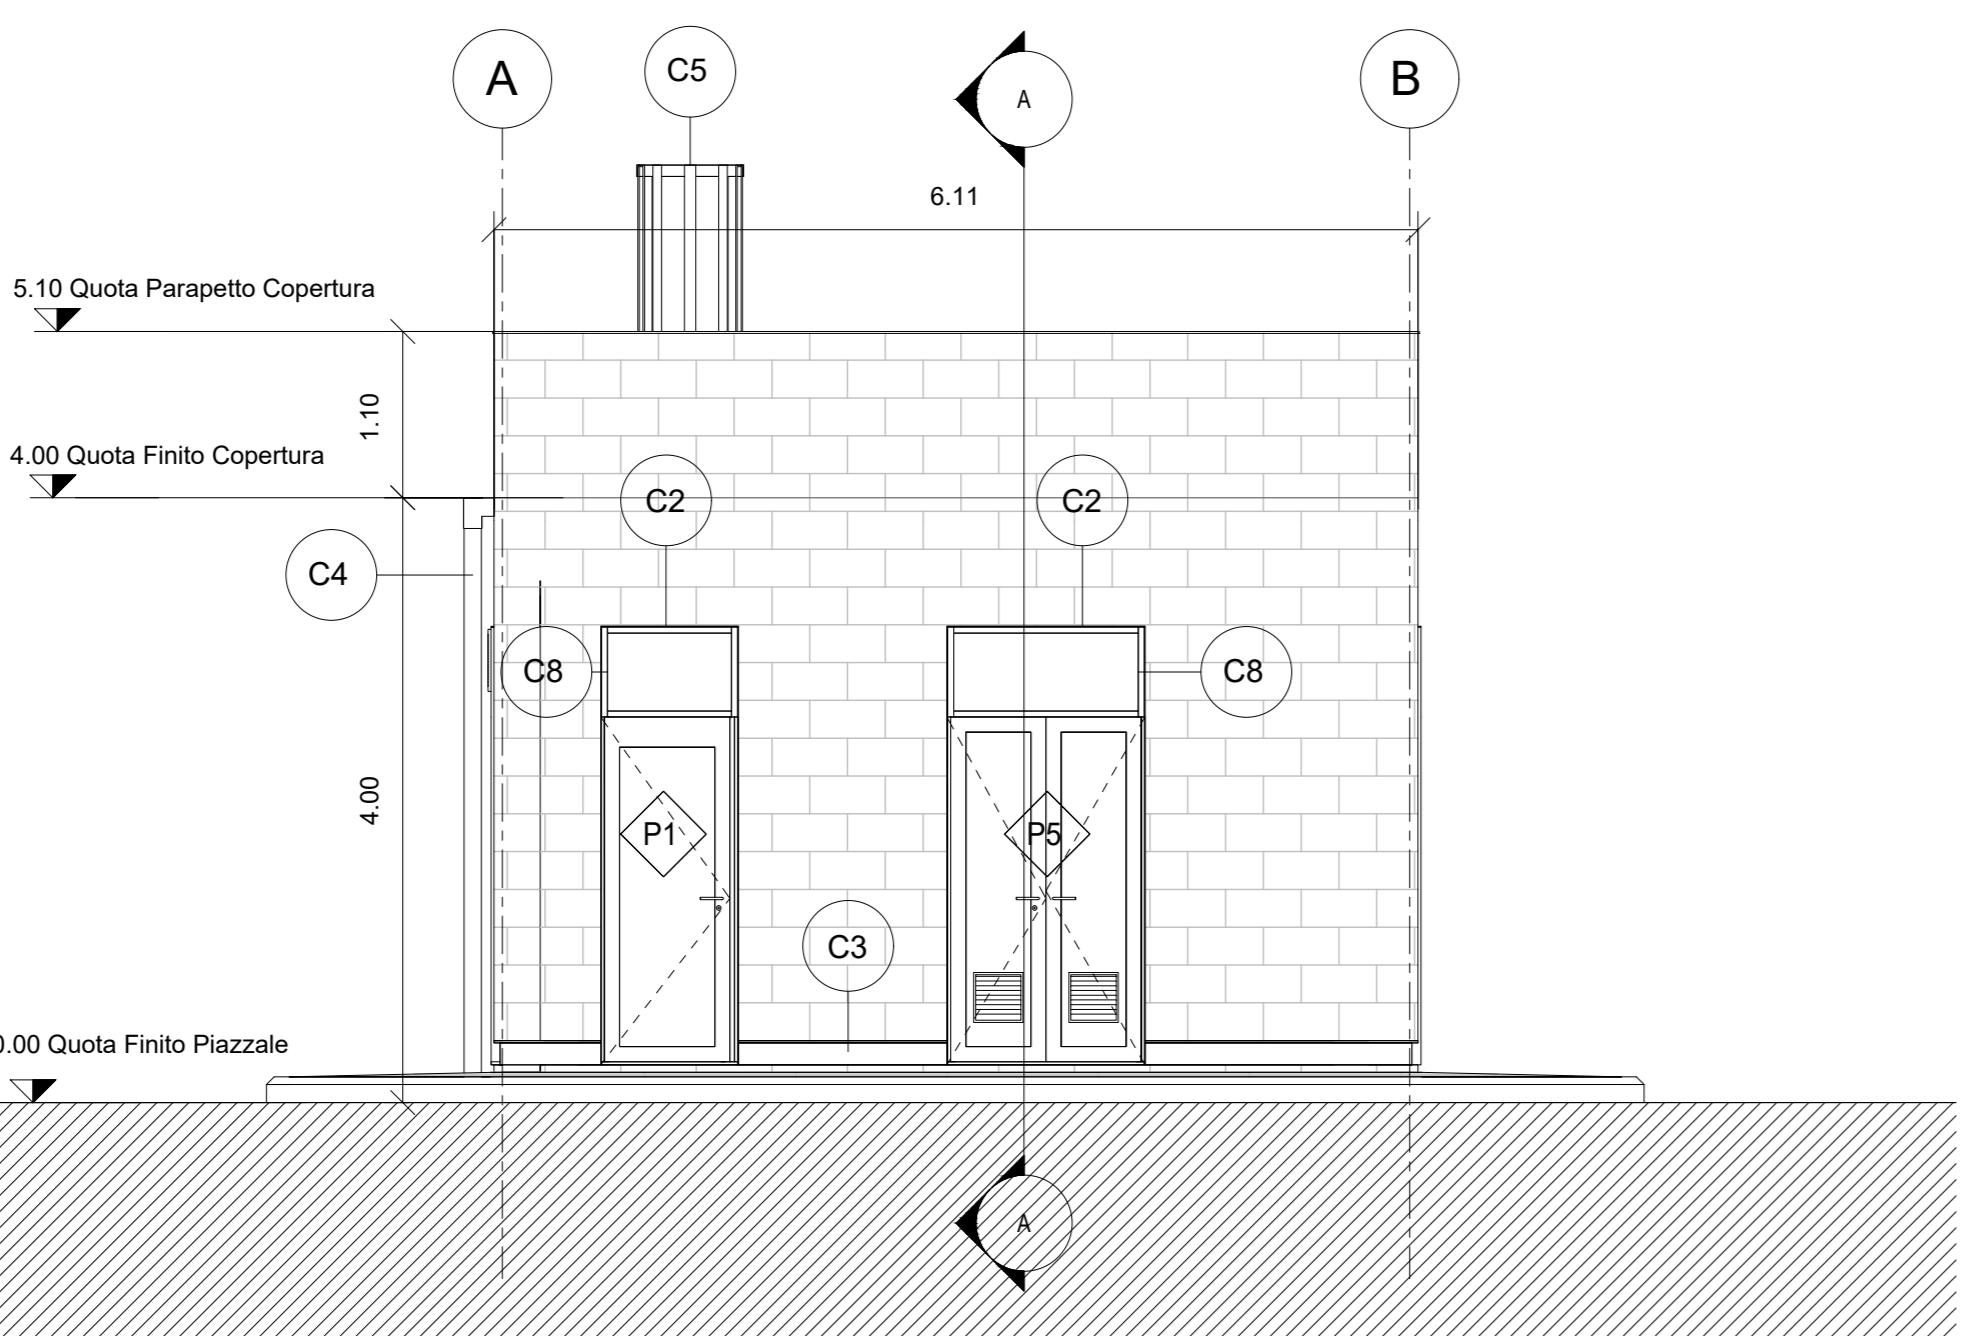 A
C5
A
B
6.11
5.10 Quota Parapetto Copertura
1.10
4.00 Quota Finito Copertura
C2
C2
C4
C8
C8
4.00
P1
P5
C3
0.00 Quota Finito Piazzale
A